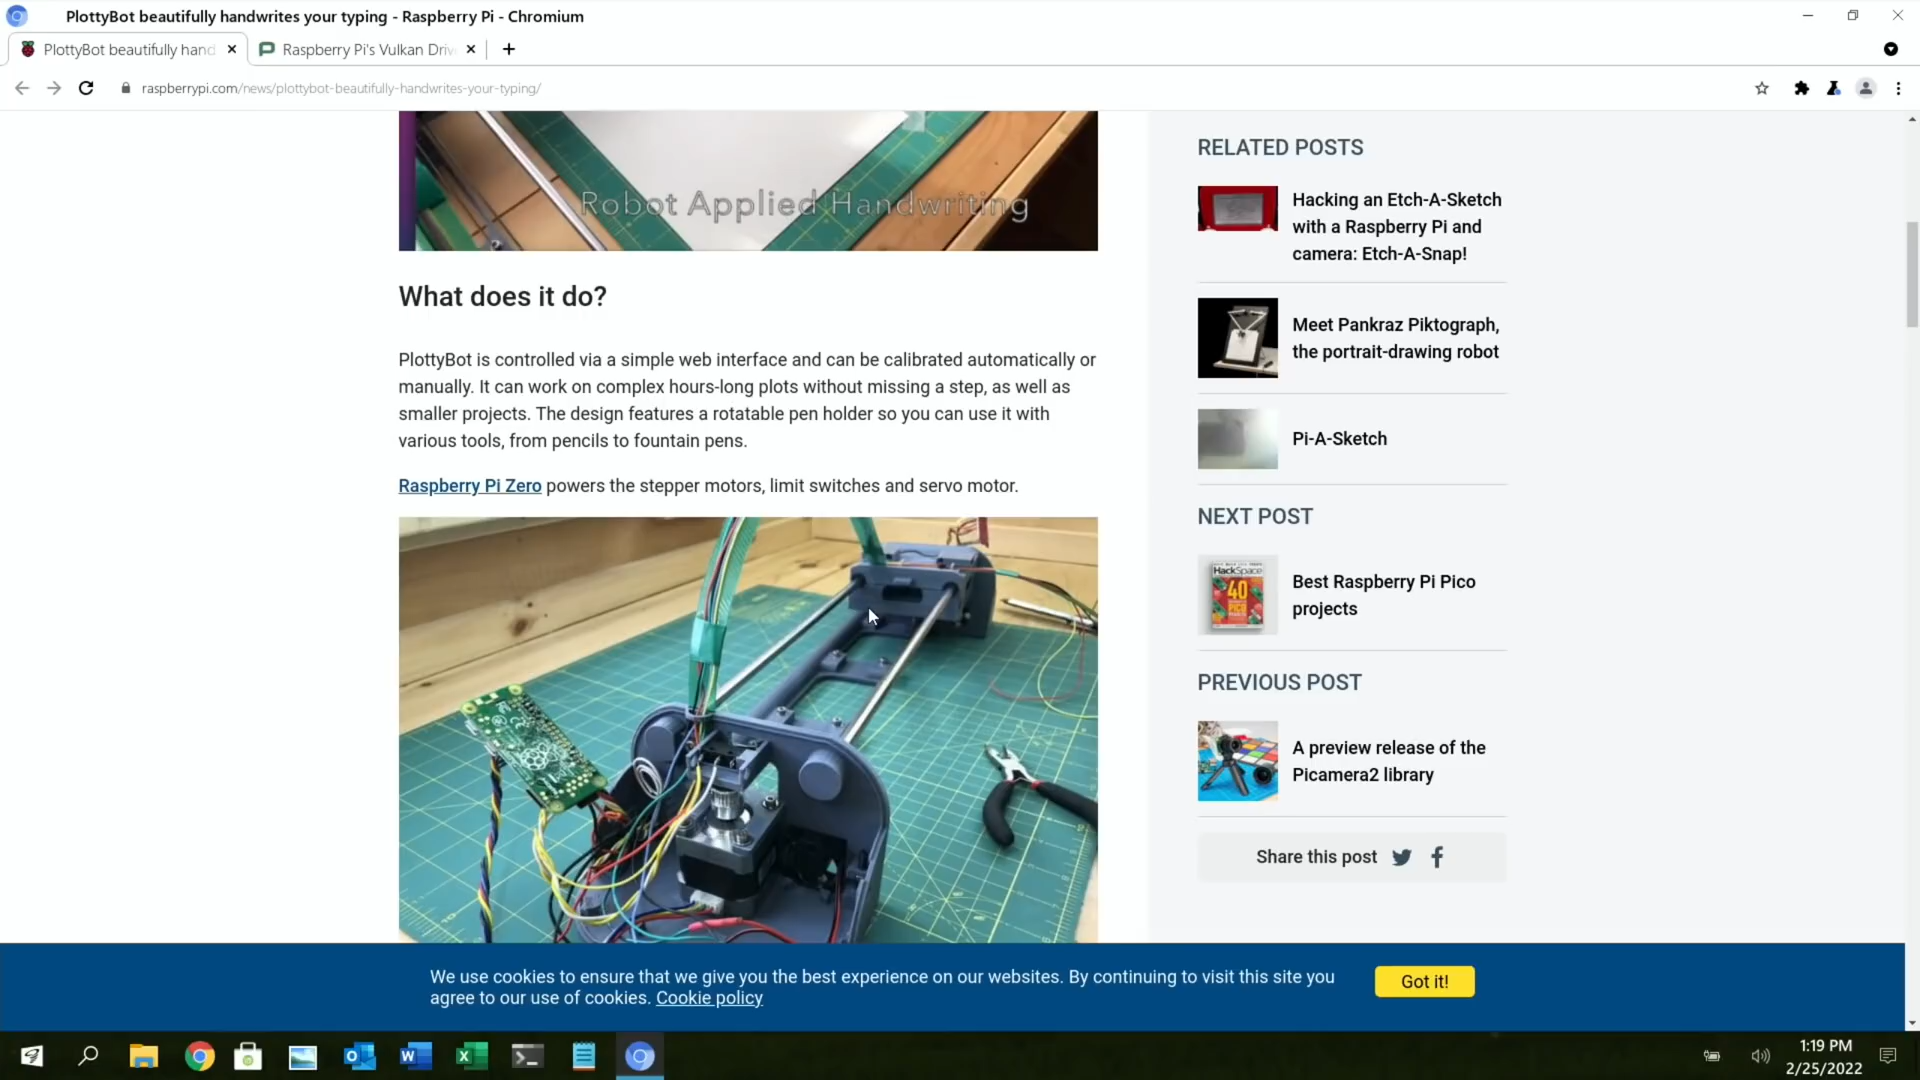 PlottyBot beautifully handwrites your typing - Raspberry Pi - Chromium
PlottyBot beautifully hand
Raspberry Pi's Vulkan Driv
raspberrypi.com/news/plottybot-beautifully-handwrites-your-typing/
Robot Applied Handwriting
What does it do?
PlottyBot is controlled via a simple web interface and can be calibrated automatically or
manually. It can work on complex hours-long plots without missing a step, as well as
smaller projects. The design features a rotatable pen holder so you can use it with
various tools, from pencils to fountain pens.
Raspberry Pi Zero powers the stepper motors, limit switches and servo motor.
RELATED POSTS
Hacking an Etch-A-Sketch
with a Raspberry Pi and
camera: Etch-A-Snap!
Meet Pankraz Piktograph,
the portrait-drawing robot
Pi-A-Sketch
NEXT POST
HackSpace
40
Best Raspberry Pi Pico
projects
PREVIOUS POST
A preview release of the
Picamera2 library
Share this post
We use cookies to ensure that we give you the best experience on our websites. By continuing to visit this site you
agree to our use of cookies. Cookie policy
Got it!
1:19 PM
2/25/2022